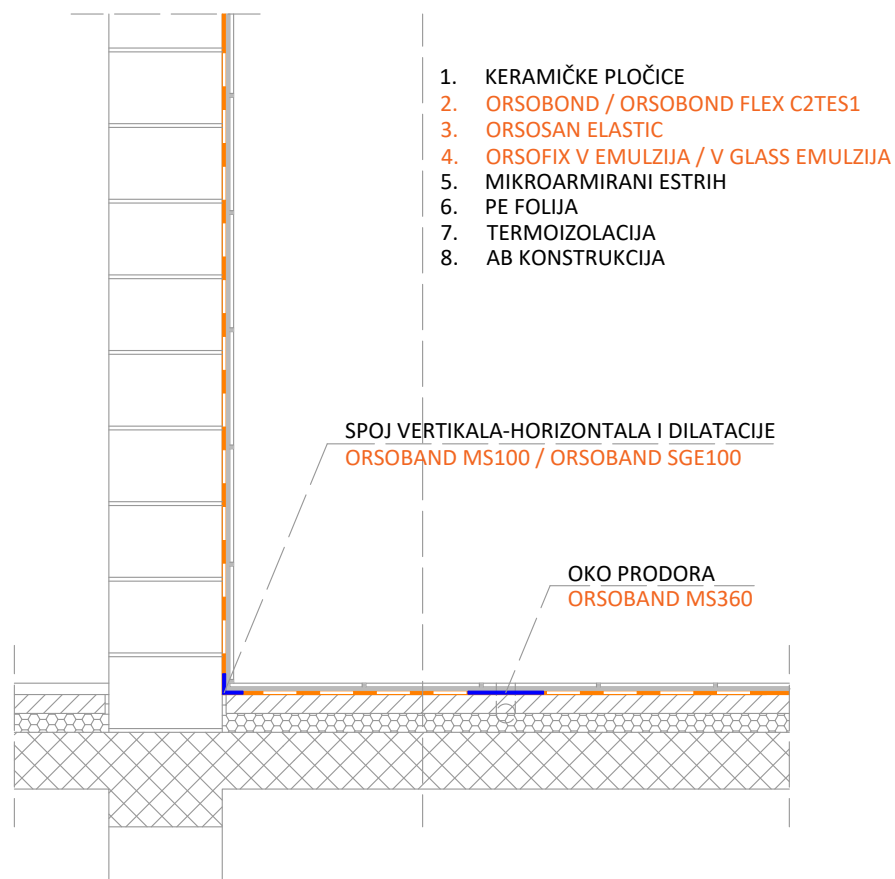 1. KERAMIČKE PLOČICE
2. ORSOBOND / ORSOBOND FLEX C2TES1
3. ORSOSAN ELASTIC
4. ORSOFIX V EMULZIJA / V GLASS EMULZIJA
5. MIKROARMIRANI ESTRIH
6. PE FOLIJA
7. TERMOIZOLACIJA
8. AB KONSTRUKCIJA
SPOJ VERTIKALA-HORIZONTALA I DILATACIJE
ORSOBAND MS100 / ORSOBAND SGE100
OKO PRODORA
ORSOBAND MS360